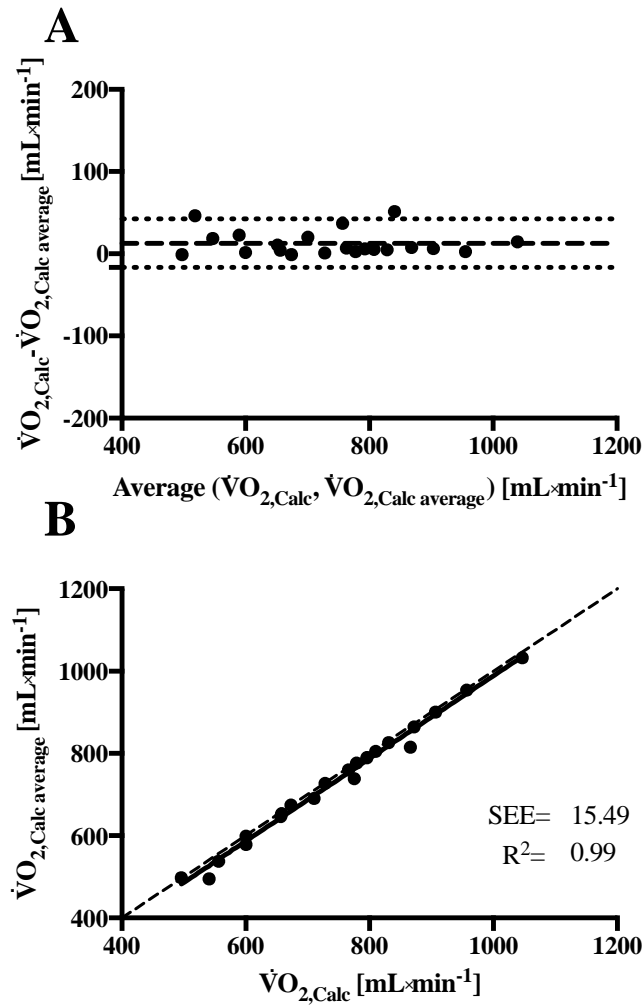 A
V̇O2,Calc-V̇O2,Calc average [mL×min-1]
200
100
0
-100
-200
400
600
800
1000
1200
Average (V̇O2,Calc, V̇O2,Calc average) [mL×min-1]
B
V̇O2,Calc average [mL×min-1]
1200
1000
800
600
400
SEE= 15.49
R2= 0.99
400
600
800
1000
1200
V̇O2,Calc [mL×min-1]